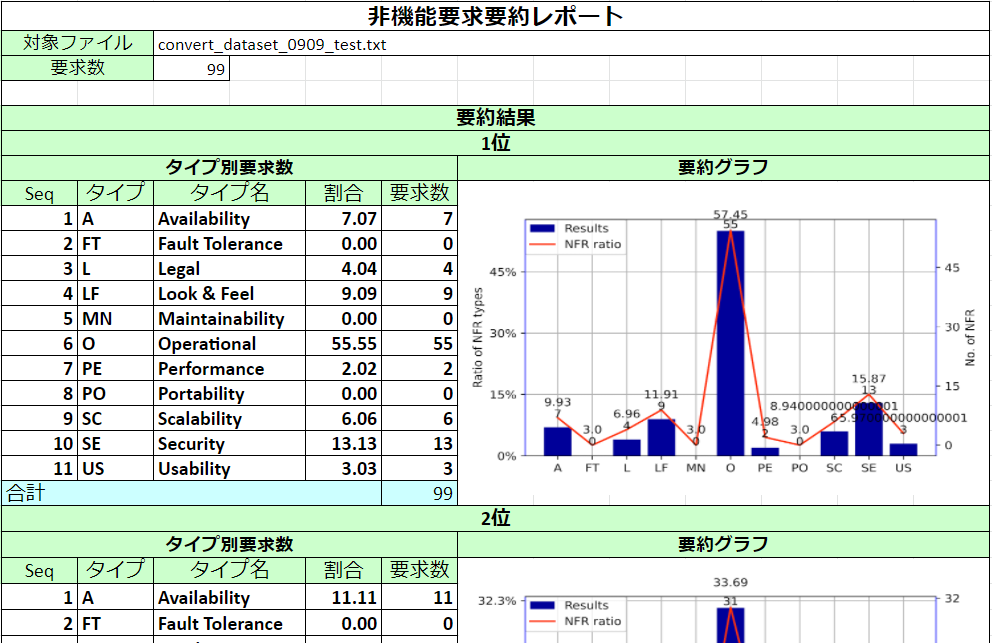 非機能要求要約レポート
対象ファイル convert_dataset_0909_test.txt
要求数 99
要約結果
1位
タイプ別要求数 要約グラフ
Seq タイプ タイプ名 割合 要求数
1 A Availability 7.07 7
2 FT Fault Tolerance 0.00 0
3 L Legal 4.04 4
4 LF Look & Feel 9.09 9
5 MN Maintainability 0.00 0
6 O Operational 55.55 55
7 PE Performance 2.02 2
8 PO Portability 0.00 0
9 SC Scalability 6.06 6
10 SE Security 13.13 13
11 US Usability 3.03 3
合計 99
57.45
55
Results
NFR ratio
45% 45
30% 30
15% 15
0% 0
Ratio of NFR types
No. of NFR
9.93
7
3.0
0
6.96
4
11.91
9
3.0
0
4.98
2
3.0
0
8.940000000000001
6
15.87
13
5.970000000000001
3
A FT L LF MN O PE PO SC SE US
2位
タイプ別要求数 要約グラフ
Seq タイプ タイプ名 割合 要求数
1 A Availability 11.11 11
2 FT Fault Tolerance 0.00 0
33.69
31
32.3% 32
Results
NFR ratio